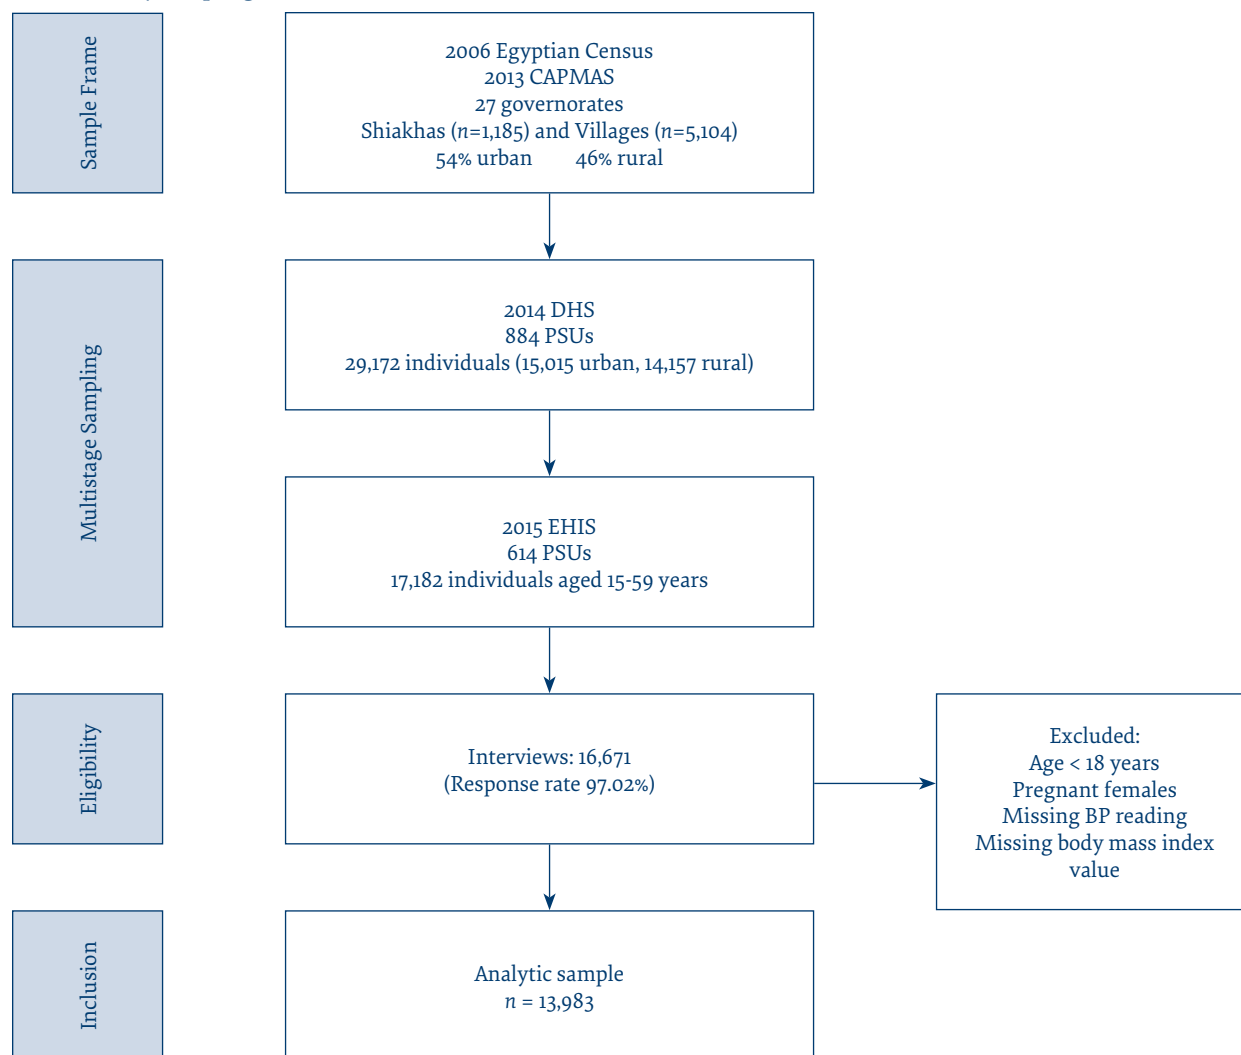 Sample Frame
2006 Egyptian Census
2013 CAPMAS
27 governorates
Shiakhas (n=1,185) and Villages (n=5,104)
54% urban 46% rural
Multistage Sampling
2014 DHS
884 PSUs
29,172 individuals (15,015 urban, 14,157 rural)
2015 EHIS
614 PSUs
17,182 individuals aged 15-59 years
Eligibility
Interviews: 16,671
(Response rate 97.02%)
Excluded:
Age < 18 years
Pregnant females
Missing BP reading
Missing body mass index
value
Inclusion
Analytic sample
n = 13,983